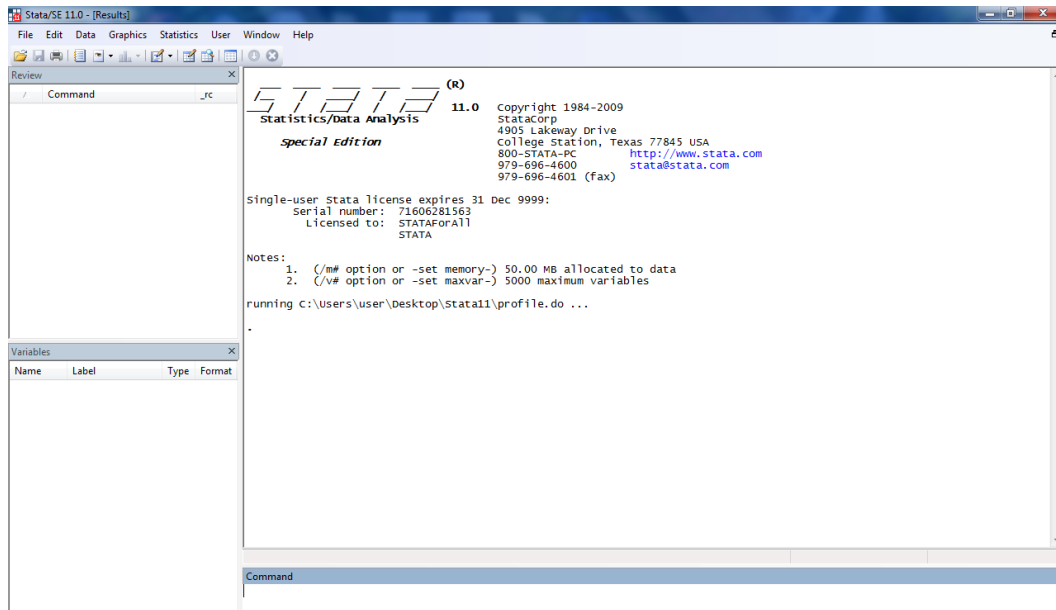 Stata/SE 11.0 - [Results]
File Edit Data Graphics Statistics User Window Help
Review
/ Command _rc
STATA (R)
11.0 Copyright 1984-2009
Statistics/Data Analysis StataCorp
4905 Lakeway Drive
Special Edition College Station, Texas 77845 USA
800-STATA-PC http://www.stata.com
979-696-4600 stata@stata.com
979-696-4601 (fax)
Single-user Stata license expires 31 Dec 9999:
Serial number: 71606281563
Licensed to: STATAForAll
STATA
Notes:
1. (/m# option or -set memory-) 50.00 MB allocated to data
2. (/v# option or -set maxvar-) 5000 maximum variables
running C:\Users\user\Desktop\Stata11\profile.do ...
.
Variables
Name Label Type Format
Command